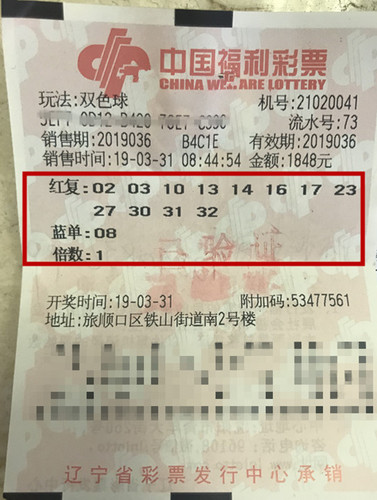 中国福利彩票
CHINA WELFARE LOTTERY
玩法:双色球 机号:21020041
流水号:73
销售期:2019036 B4C1E 有效期:2019036
销售时间:19-03-31 08:44:54 金额:1848元
红复:02 03 10 13 14 16 17 23
27 30 31 32
蓝单:08
倍数:1
开奖时间:19-03-31 附加码:53477561
地址:旅顺口区铁山街道南2号楼
辽宁省彩票发行中心承销